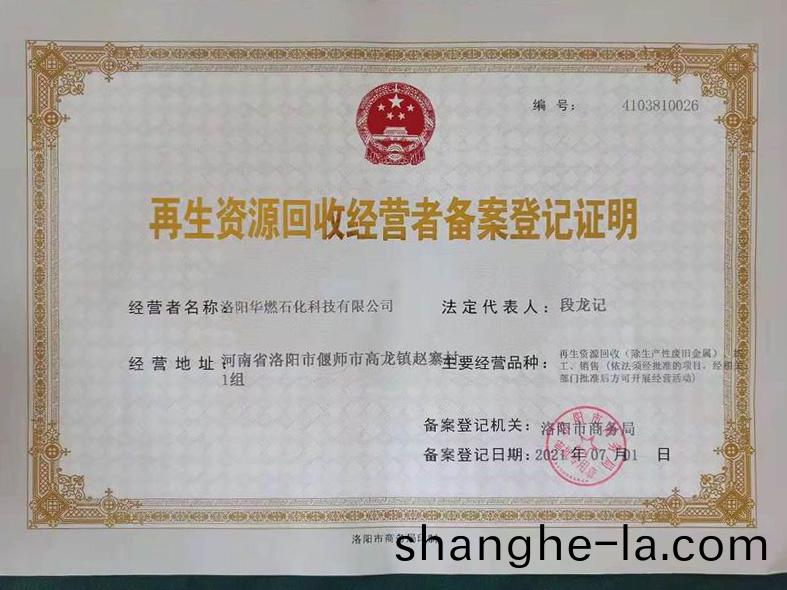 编 号： 4103810026
再生资源回收经营者备案登记证明
经营者名称：洛阳华燃石化科技有限公司
法定代表人：段龙记
经营地址：河南省洛阳市偃师市高龙镇赵寨村
1组
主要经营品种：
再生资源回收（除生产性废旧金属）、加
工、销售（依法须经批准的项目，经相关
部门批准后方可开展经营活动）
备案登记机关：洛阳市商务局
备案登记日期：2021 年 07 月 01 日
洛阳市商务局印制
shanghe-la.com